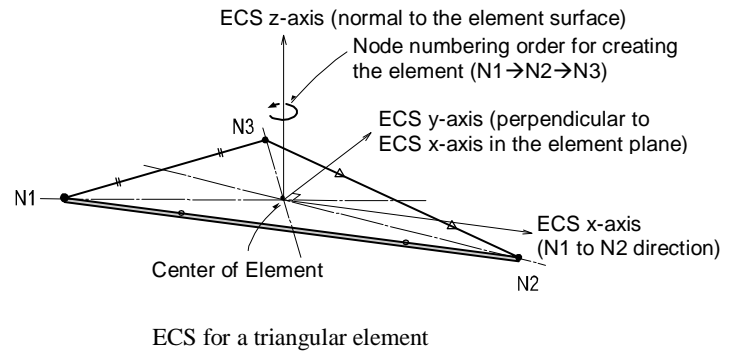 ECS z-axis (normal to the element surface)
Node numbering order for creating
the element (N1→N2→N3)
N3
ECS y-axis (perpendicular to
ECS x-axis in the element plane)
N1
ECS x-axis
(N1 to N2 direction)
Center of Element
N2
ECS for a triangular element